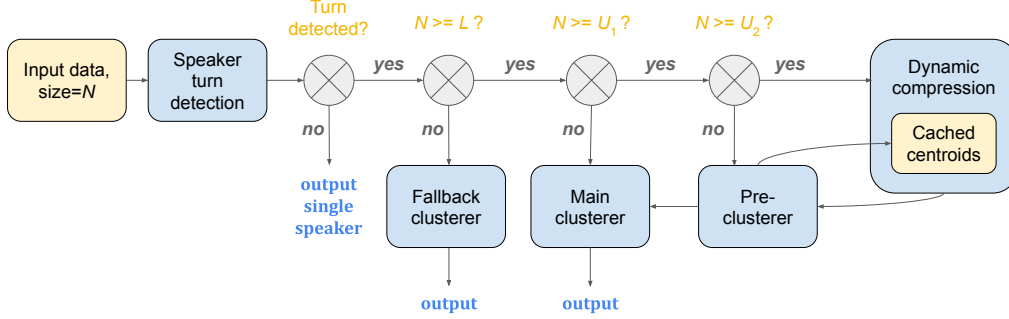 Turn
detected?
N >= L ?
N >= U₁ ?
N >= U₂ ?
Input data,
size=N
Speaker
turn
detection
yes
yes
yes
yes
Dynamic
compression
Cached
centroids
no
no
no
no
output
single
speaker
Fallback
clusterer
Main
clusterer
Pre-
clusterer
output
output